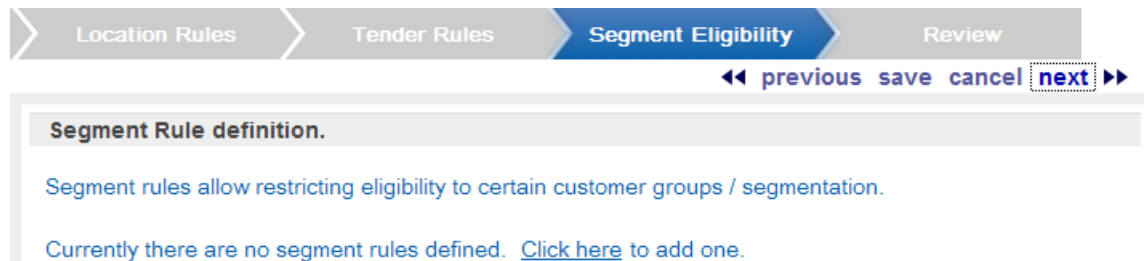 Location Rules Tender Rules Segment Eligibility Review
previous save cancel next
Segment Rule definition.
Segment rules allow restricting eligibility to certain customer groups / segmentation.
Currently there are no segment rules defined. Click here to add one.